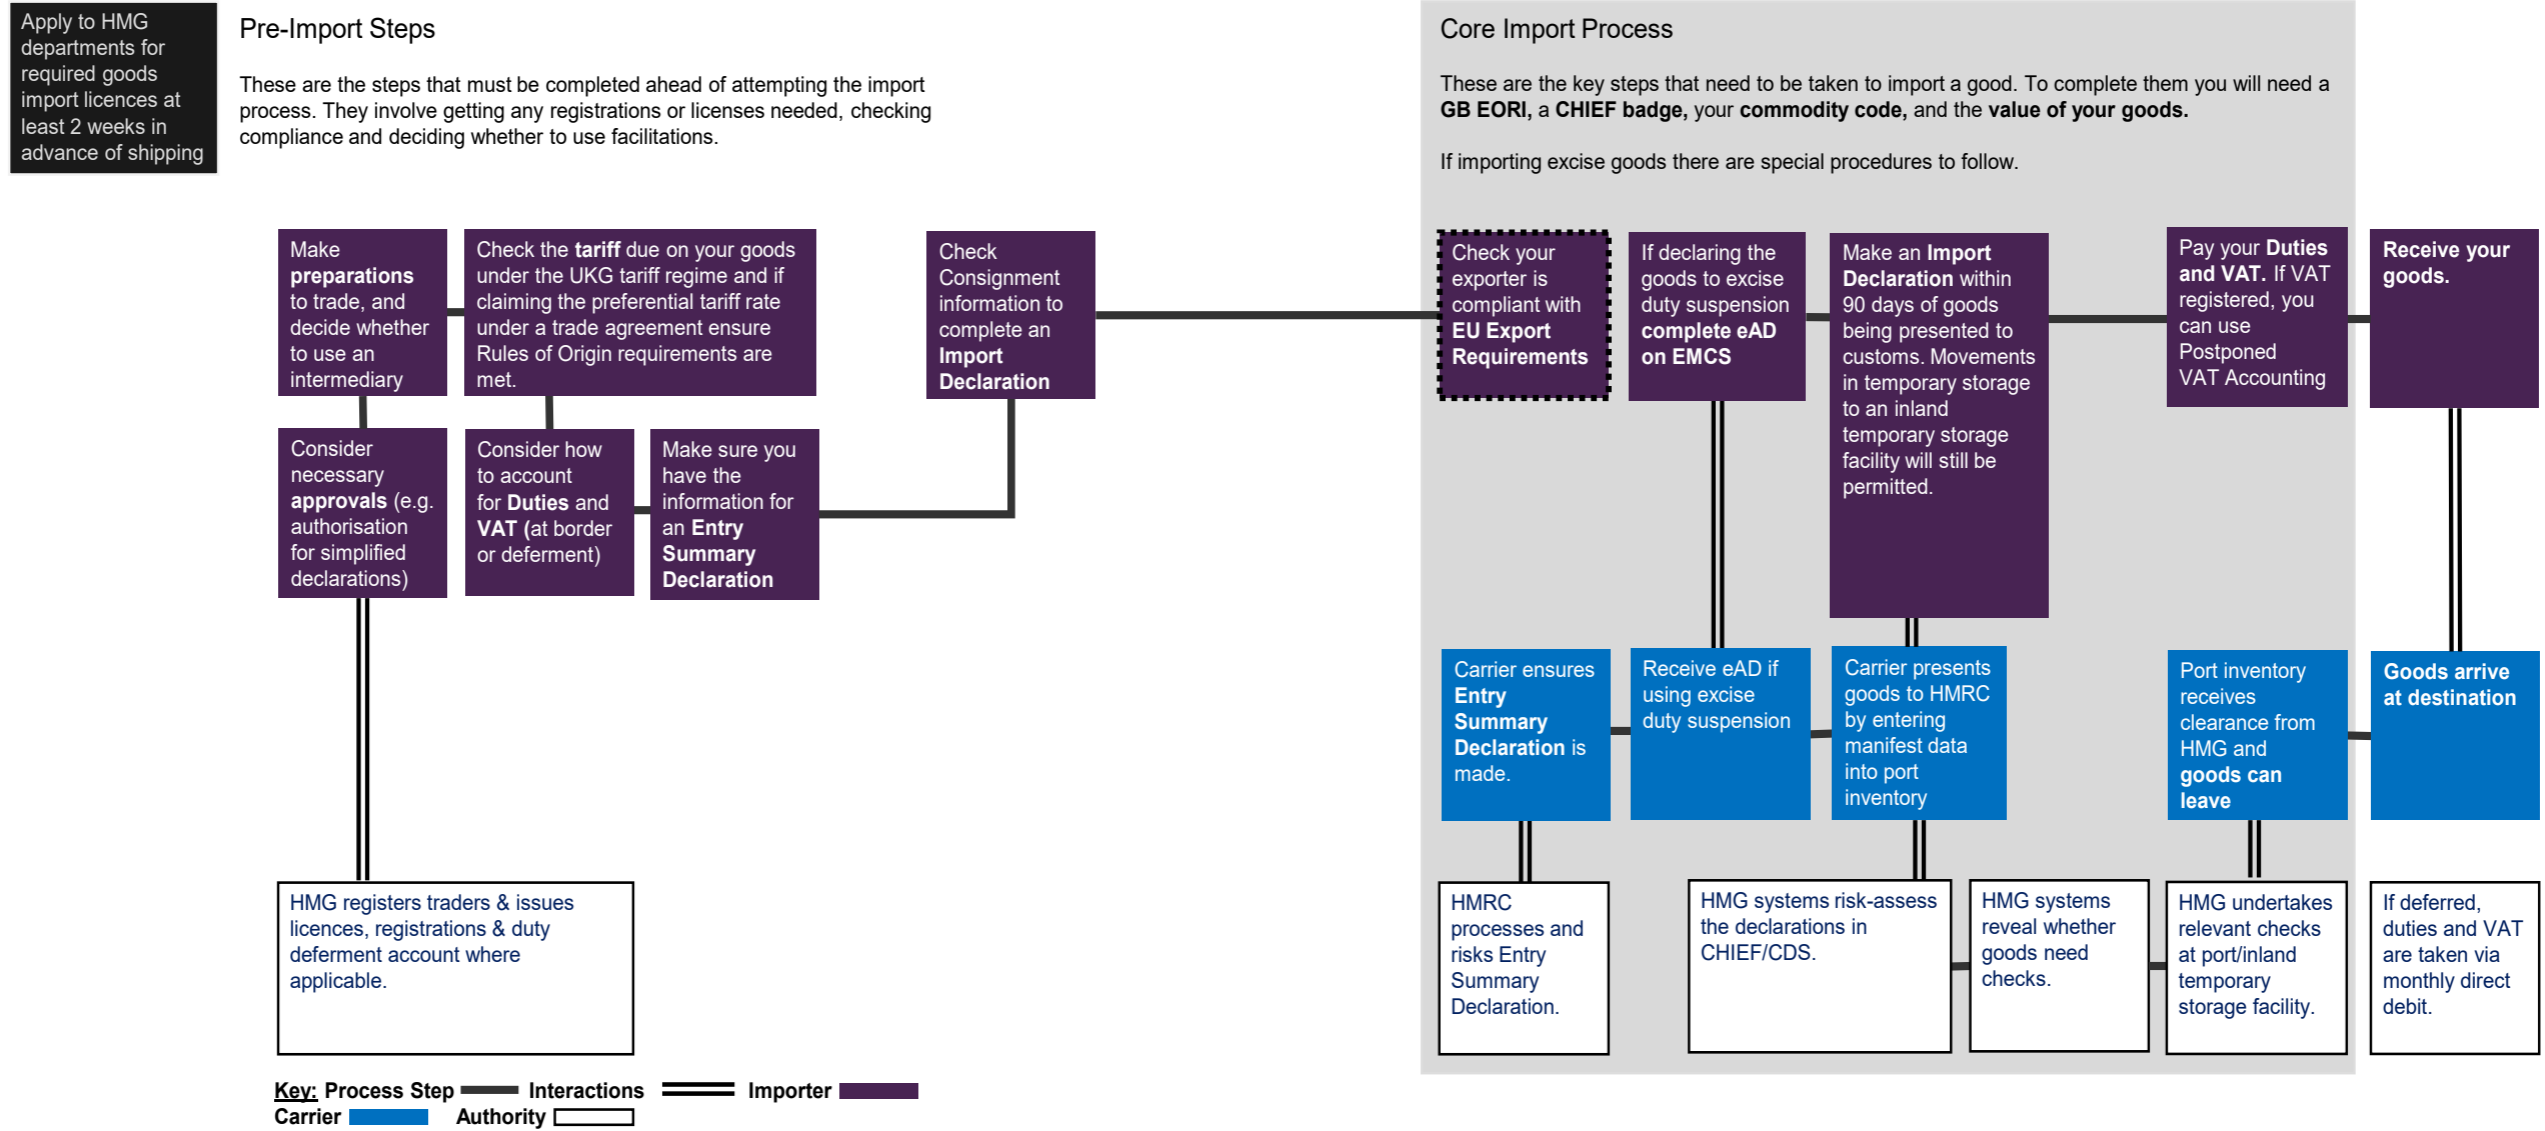 Apply to HMG
departments for
required goods
import licences at
least 2 weeks in
advance of shipping
Pre-Import Steps
These are the steps that must be completed ahead of attempting the import
process. They involve getting any registrations or licenses needed, checking
compliance and deciding whether to use facilitations.
Core Import Process
These are the key steps that need to be taken to import a good. To complete them you will need a
GB EORI, a CHIEF badge, your commodity code, and the value of your goods.
If importing excise goods there are special procedures to follow.
Make
preparations
to trade, and
decide whether
to use an
intermediary
Check the tariff due on your goods
under the UKG tariff regime and if
claiming the preferential tariff rate
under a trade agreement ensure
Rules of Origin requirements are
met.
Check
Consignment
information to
complete an
Import
Declaration
Check your
exporter is
compliant with
EU Export
Requirements
If declaring the
goods to excise
duty suspension
complete eAD
on EMCS
Make an Import
Declaration within
90 days of goods
being presented to
customs. Movements
in temporary storage
to an inland
temporary storage
facility will still be
permitted.
Pay your Duties
and VAT. If VAT
registered, you
can use
Postponed
VAT Accounting
Receive your
goods.
Consider
necessary
approvals (e.g.
authorisation
for simplified
declarations)
Consider how
to account
for Duties and
VAT (at border
or deferment)
Make sure you
have the
information for
an Entry
Summary
Declaration
Carrier ensures
Entry
Summary
Declaration is
made.
Receive eAD if
using excise
duty suspension
Carrier presents
goods to HMRC
by entering
manifest data
into port
inventory
Port inventory
receives
clearance from
HMG and
goods can
leave
Goods arrive
at destination
HMG registers traders & issues
licences, registrations & duty
deferment account where
applicable.
HMRC
processes and
risks Entry
Summary
Declaration.
HMG systems risk-assess
the declarations in
CHIEF/CDS.
HMG systems
reveal whether
goods need
checks.
HMG undertakes
relevant checks
at port/inland
temporary
storage facility.
If deferred,
duties and VAT
are taken via
monthly direct
debit.
Key: Process Step Interactions Importer
Carrier Authority